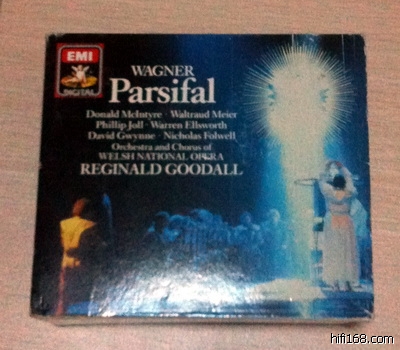 EMI
DIGITAL
WAGNER
Parsifal
Donald McIntyre · Waltraud Meier
Phillip Joll · Warren Ellsworth
David Gwynne · Nicholas Folwell
Orchestra and Chorus of
WELSH NATIONAL OPERA
REGINALD GOODALL
hifi168.com